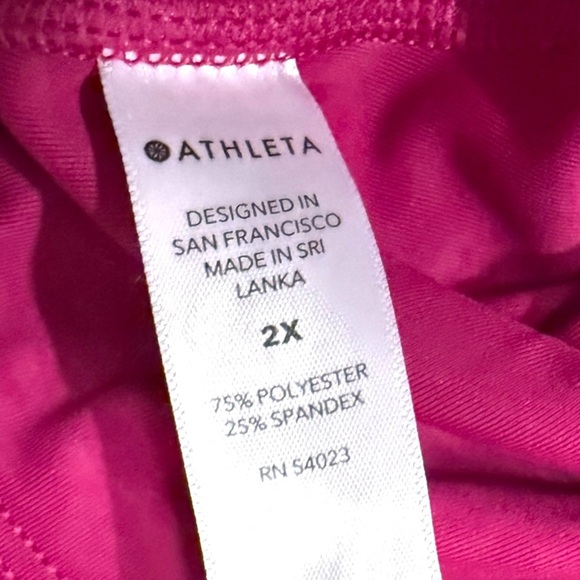 ATHLETA
DESIGNED IN
SAN FRANCISCO
MADE IN SRI
LANKA
2X
75% POLYESTER
25% SPANDEX
RN 54023